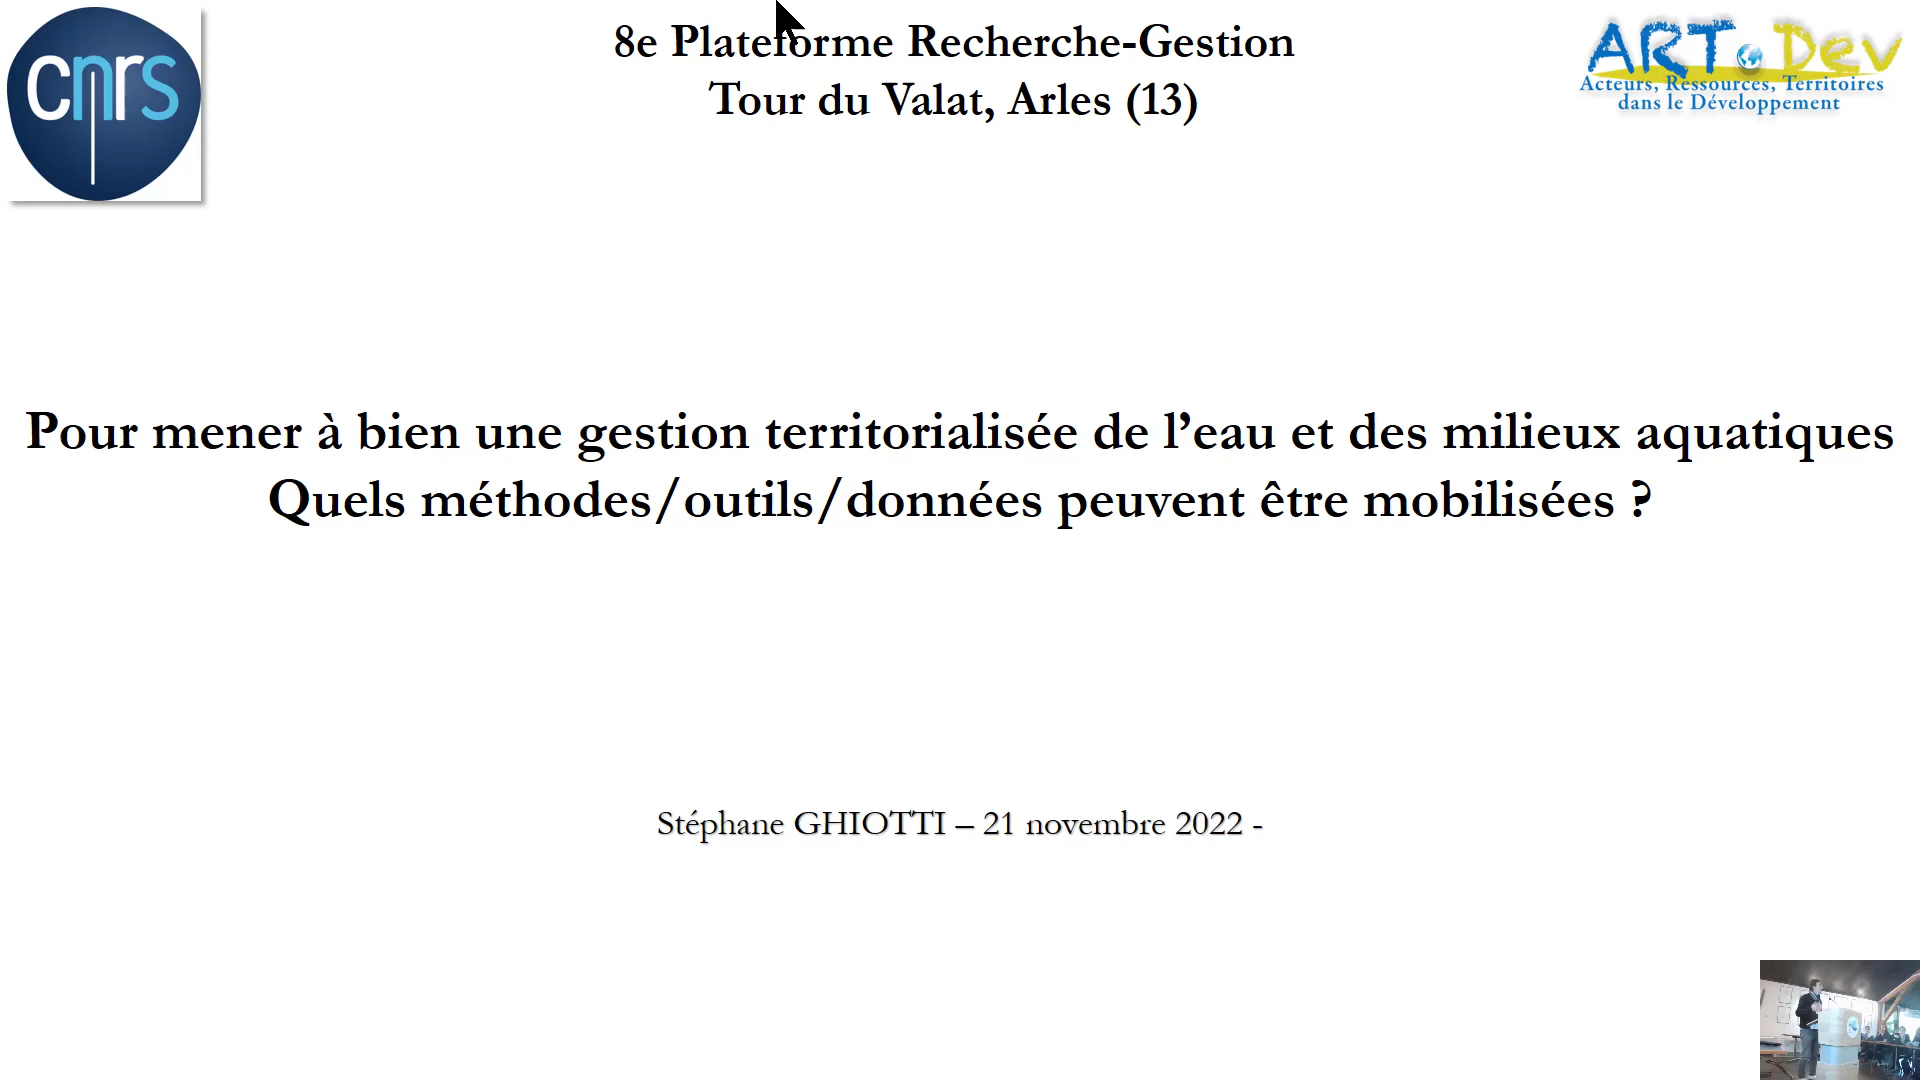 cnrs
8e Plateforme Recherche-Gestion
Tour du Valat, Arles (13)
ART Dev
Acteurs, Ressources, Territoires
dans le Développement
Pour mener à bien une gestion territorialisée de l’eau et des milieux aquatiques
Quels méthodes/outils/données peuvent être mobilisées ?
Stéphane GHIOTTI – 21 novembre 2022 -